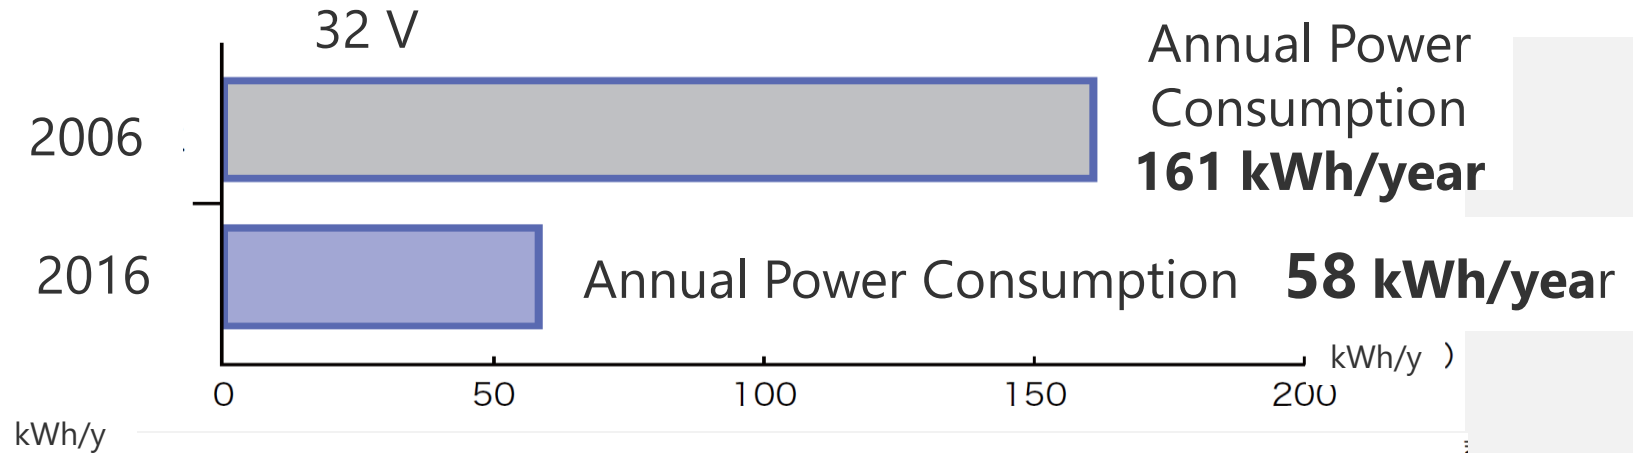 32 V
Annual Power
Consumption
161 kWh/year
2006
2016
Annual Power Consumption 58 kWh/year
kWh/y )
0 50 100 150 200
kWh/y